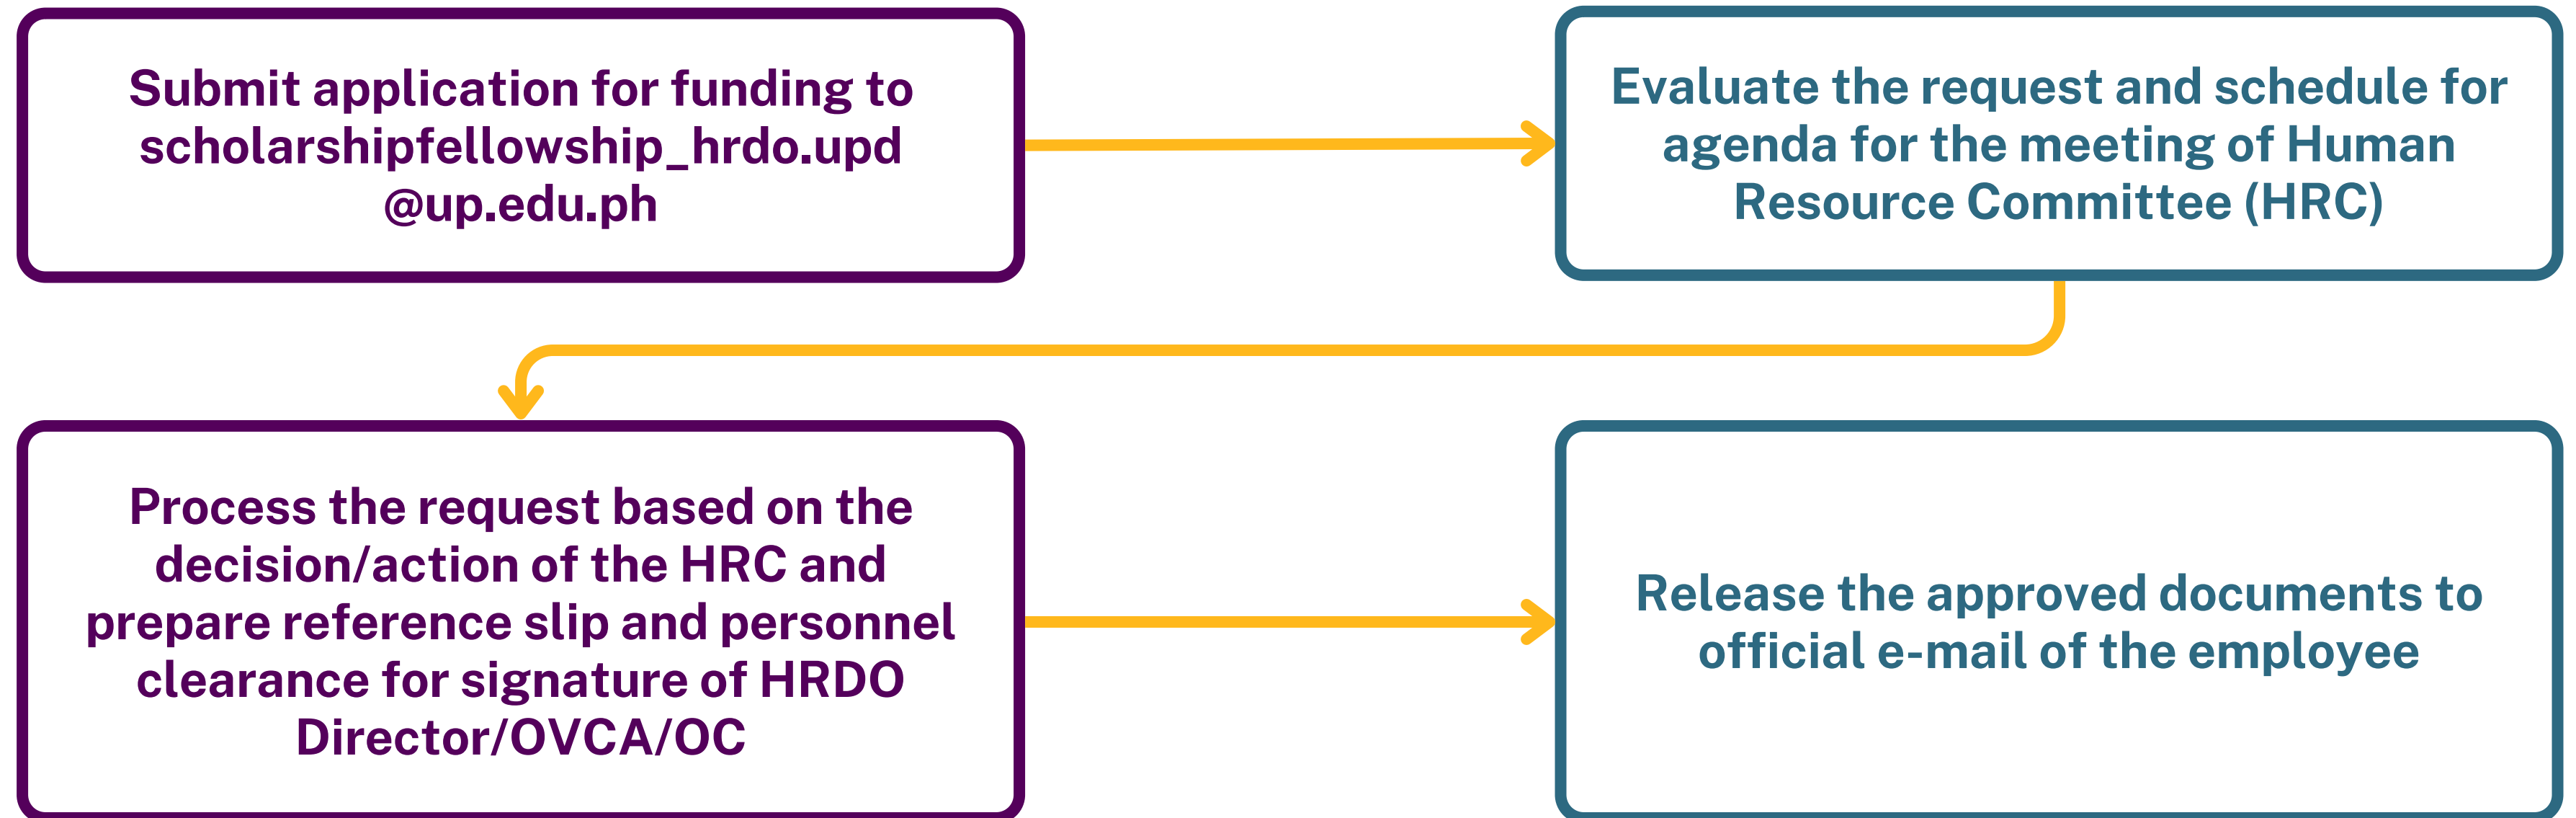 Submit application for funding to
scholarshipfellowship_hrdo.upd
@up.edu.ph
Evaluate the request and schedule for
agenda for the meeting of Human
Resource Committee (HRC)
Process the request based on the
decision/action of the HRC and
prepare reference slip and personnel
clearance for signature of HRDO
Director/OVCA/OC
Release the approved documents to
official e-mail of the employee